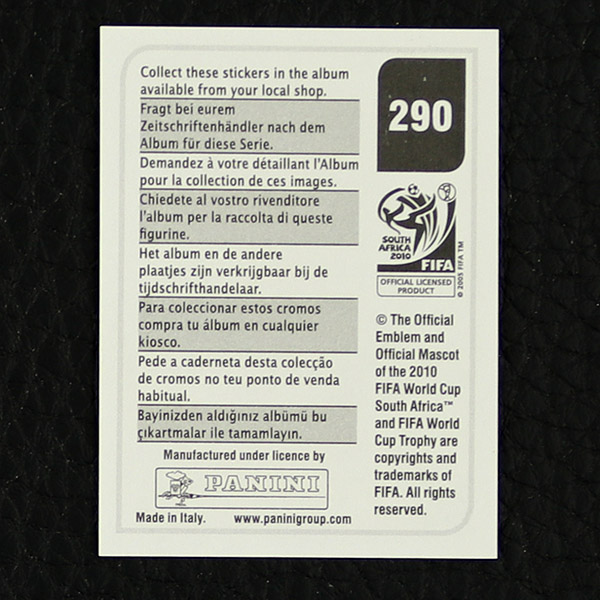 Collect these stickers in the album
available from your local shop.
Fragt bei eurem
Zeitschriftenhändler nach dem
Album für diese Serie.
Demandez à votre détaillant l'Album
pour la collection de ces images.
Chiedete al vostro rivenditore
l'album per la raccolta di queste
figurine.
Het album en de andere
plaatjes zijn verkrijgbaar bij de
tijdschrifthandelaar.
Para coleccionar estos cromos
compra tu álbum en cualquier
kiosco.
Pede a caderneta desta colecção
de cromos no teu ponto de venda
habitual.
Bayinizden aldığınız albümü bu
çıkartmalar ile tamamlayın.
Manufactured under licence by
PANINI
Made in Italy. www.paninigroup.com
290
SOUTH
AFRICA
2010
FIFA
OFFICIAL LICENSED
PRODUCT
© 2005 FIFA TM
© The Official
Emblem and
Official Mascot
of the 2010
FIFA World Cup
South Africa™
and FIFA World
Cup Trophy are
copyrights and
trademarks of
FIFA. All rights
reserved.